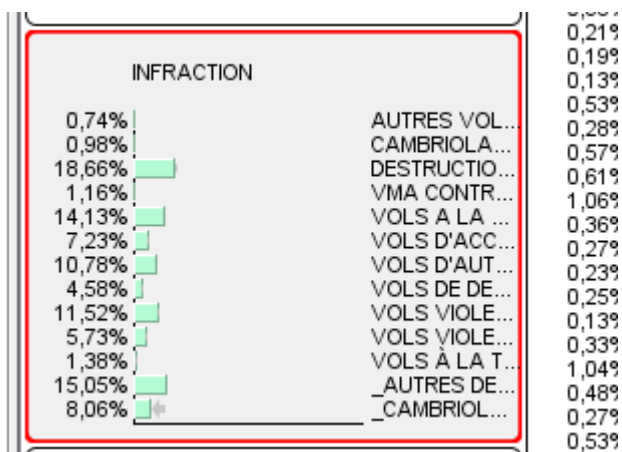 INFRACTION
0,74% AUTRES VOL...
0,98% CAMBRIOLA...
18,66% DESTRUCTIO...
1,16% VMA CONTR...
14,13% VOLS A LA ...
7,23% VOLS D'ACC...
10,78% VOLS D'AUT...
4,58% VOLS DE DE...
11,52% VOLS VIOLE...
5,73% VOLS VIOLE...
1,38% VOLS À LA T...
15,05% _AUTRES DE...
8,06% _CAMBRIOL...
0,21%
0,19%
0,13%
0,53%
0,28%
0,57%
0,61%
1,06%
0,36%
0,27%
0,23%
0,25%
0,13%
0,33%
1,04%
0,48%
0,27%
0,53%